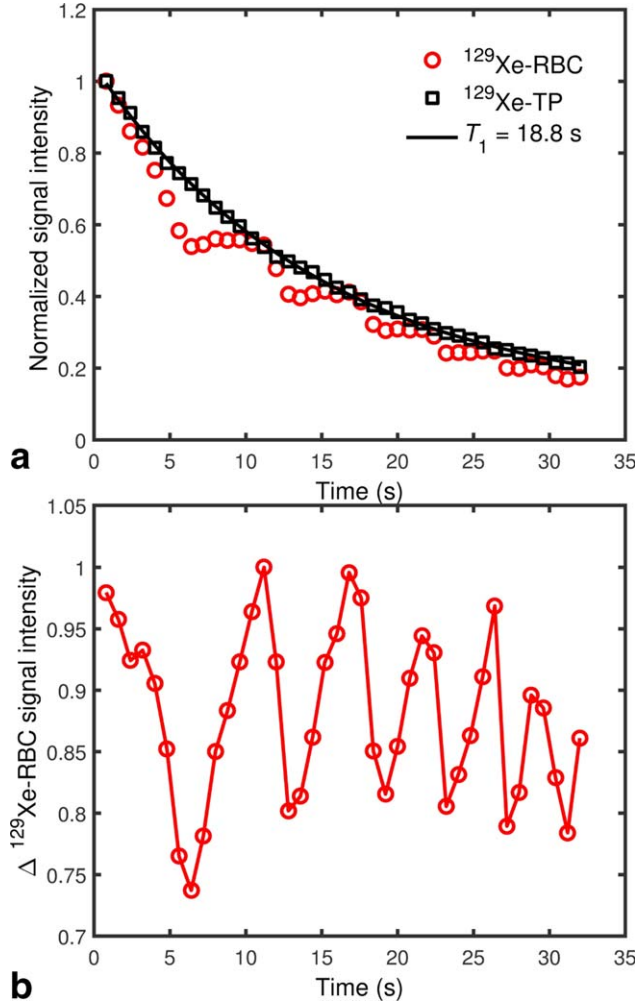 1.2
1
0.8
0.6
0.4
0.2
0
Normalized signal intensity
¹²⁹Xe-RBC
¹²⁹Xe-TP
T₁ = 18.8 s
0 5 10 15 20 25 30 35
Time (s)
a
1.05
1
0.95
0.9
0.85
0.8
0.75
0.7
Δ ¹²⁹Xe-RBC signal intensity
0 5 10 15 20 25 30 35
Time (s)
b